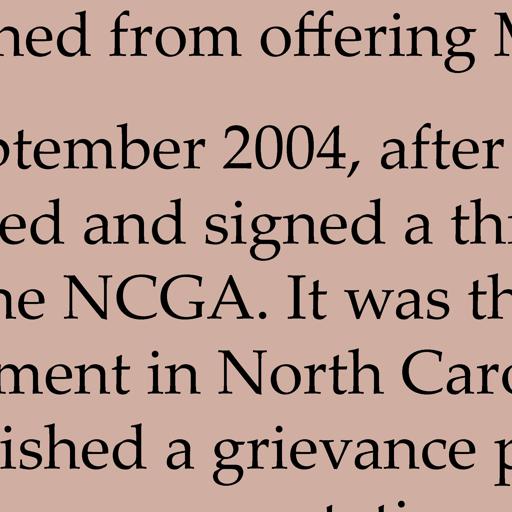 ned from offering M
ptember 2004, after
ed and signed a thr
he NCGA. It was th
ment in North Caro
ished a grievance p